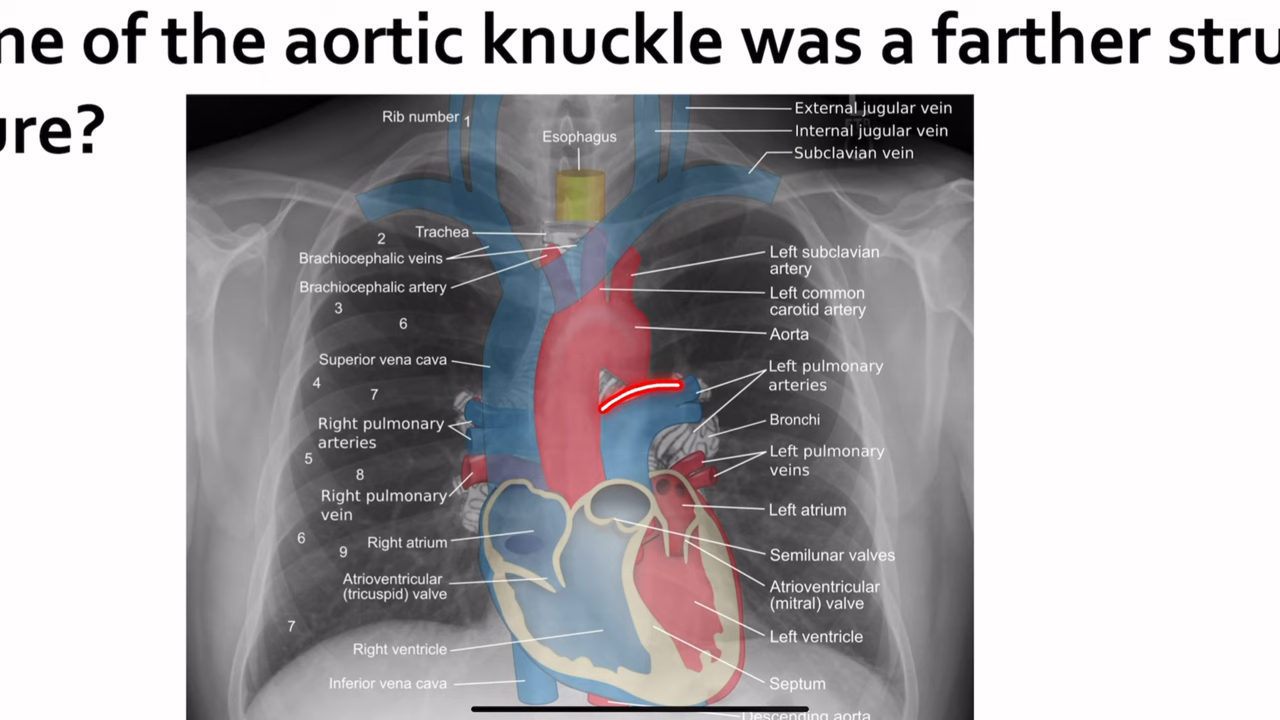 ne of the aortic knuckle was a farther stru
ure?
Rib number 1
Esophagus
External jugular vein
Internal jugular vein
Subclavian vein
2
Trachea
Brachiocephalic veins
Brachiocephalic artery
3
6
Superior vena cava
4
7
Right pulmonary
arteries
5
8
Right pulmonary
vein
6
9
Right atrium
Atrioventricular
(tricuspid) valve
7
Right ventricle
Inferior vena cava
Left subclavian
artery
Left common
carotid artery
Aorta
Left pulmonary
arteries
Bronchi
Left pulmonary
veins
Left atrium
Semilunar valves
Atrioventricular
(mitral) valve
Left ventricle
Septum
Descending aorta